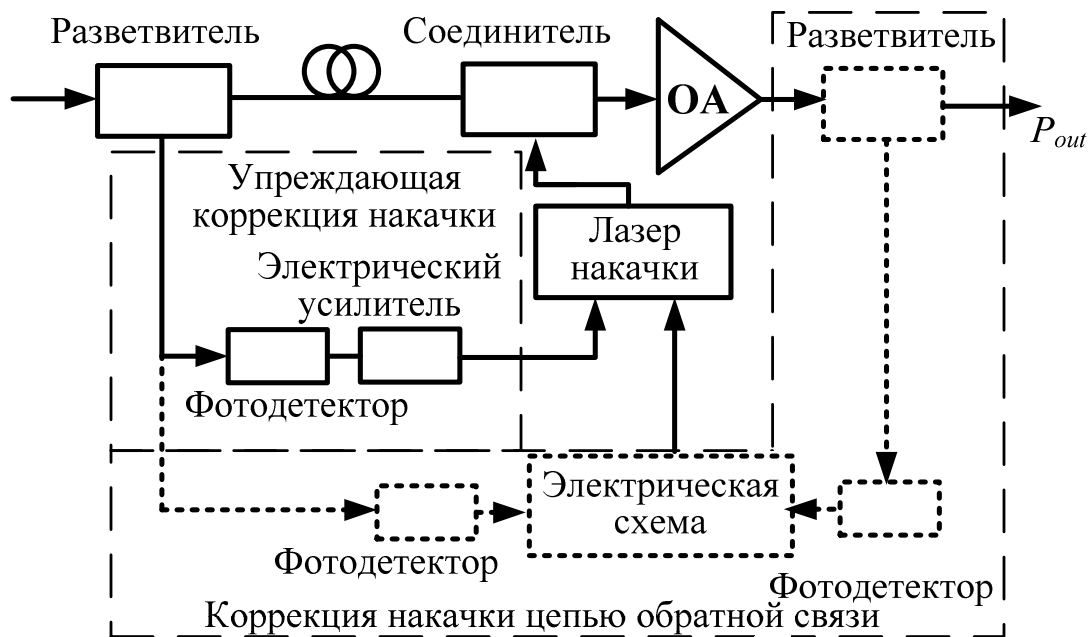 Разветвитель
Соединитель
Разветвитель
ОА
P_out
Упреждающая
коррекция накачки
Лазер
накачки
Электрический
усилитель
Фотодетектор
Электрическая
схема
Фотодетектор
Фотодетектор
Коррекция накачки цепью обратной связи